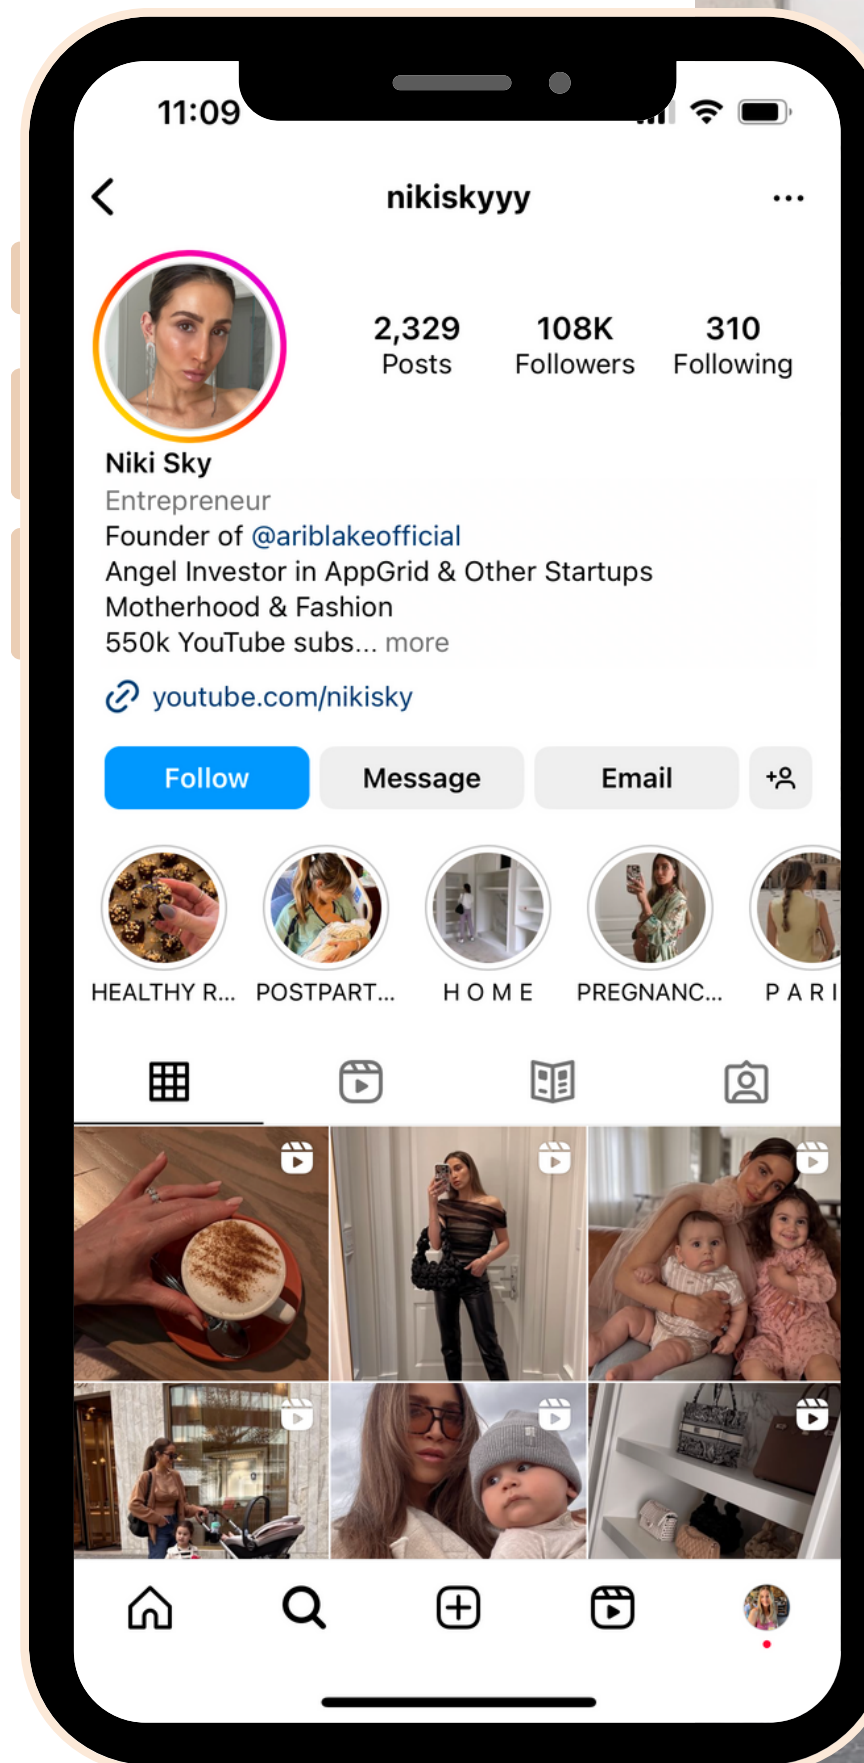 11:09
nikiskyyy
2,329
Posts
108K
Followers
310
Following
Niki Sky
Entrepreneur
Founder of @ariblakeofficial
Angel Investor in AppGrid & Other Startups
Motherhood & Fashion
550k YouTube subs... more
youtube.com/nikisky
Follow
Message
Email
HEALTHY R...
POSTPART...
H O M E
PREGNANC...
P A R I